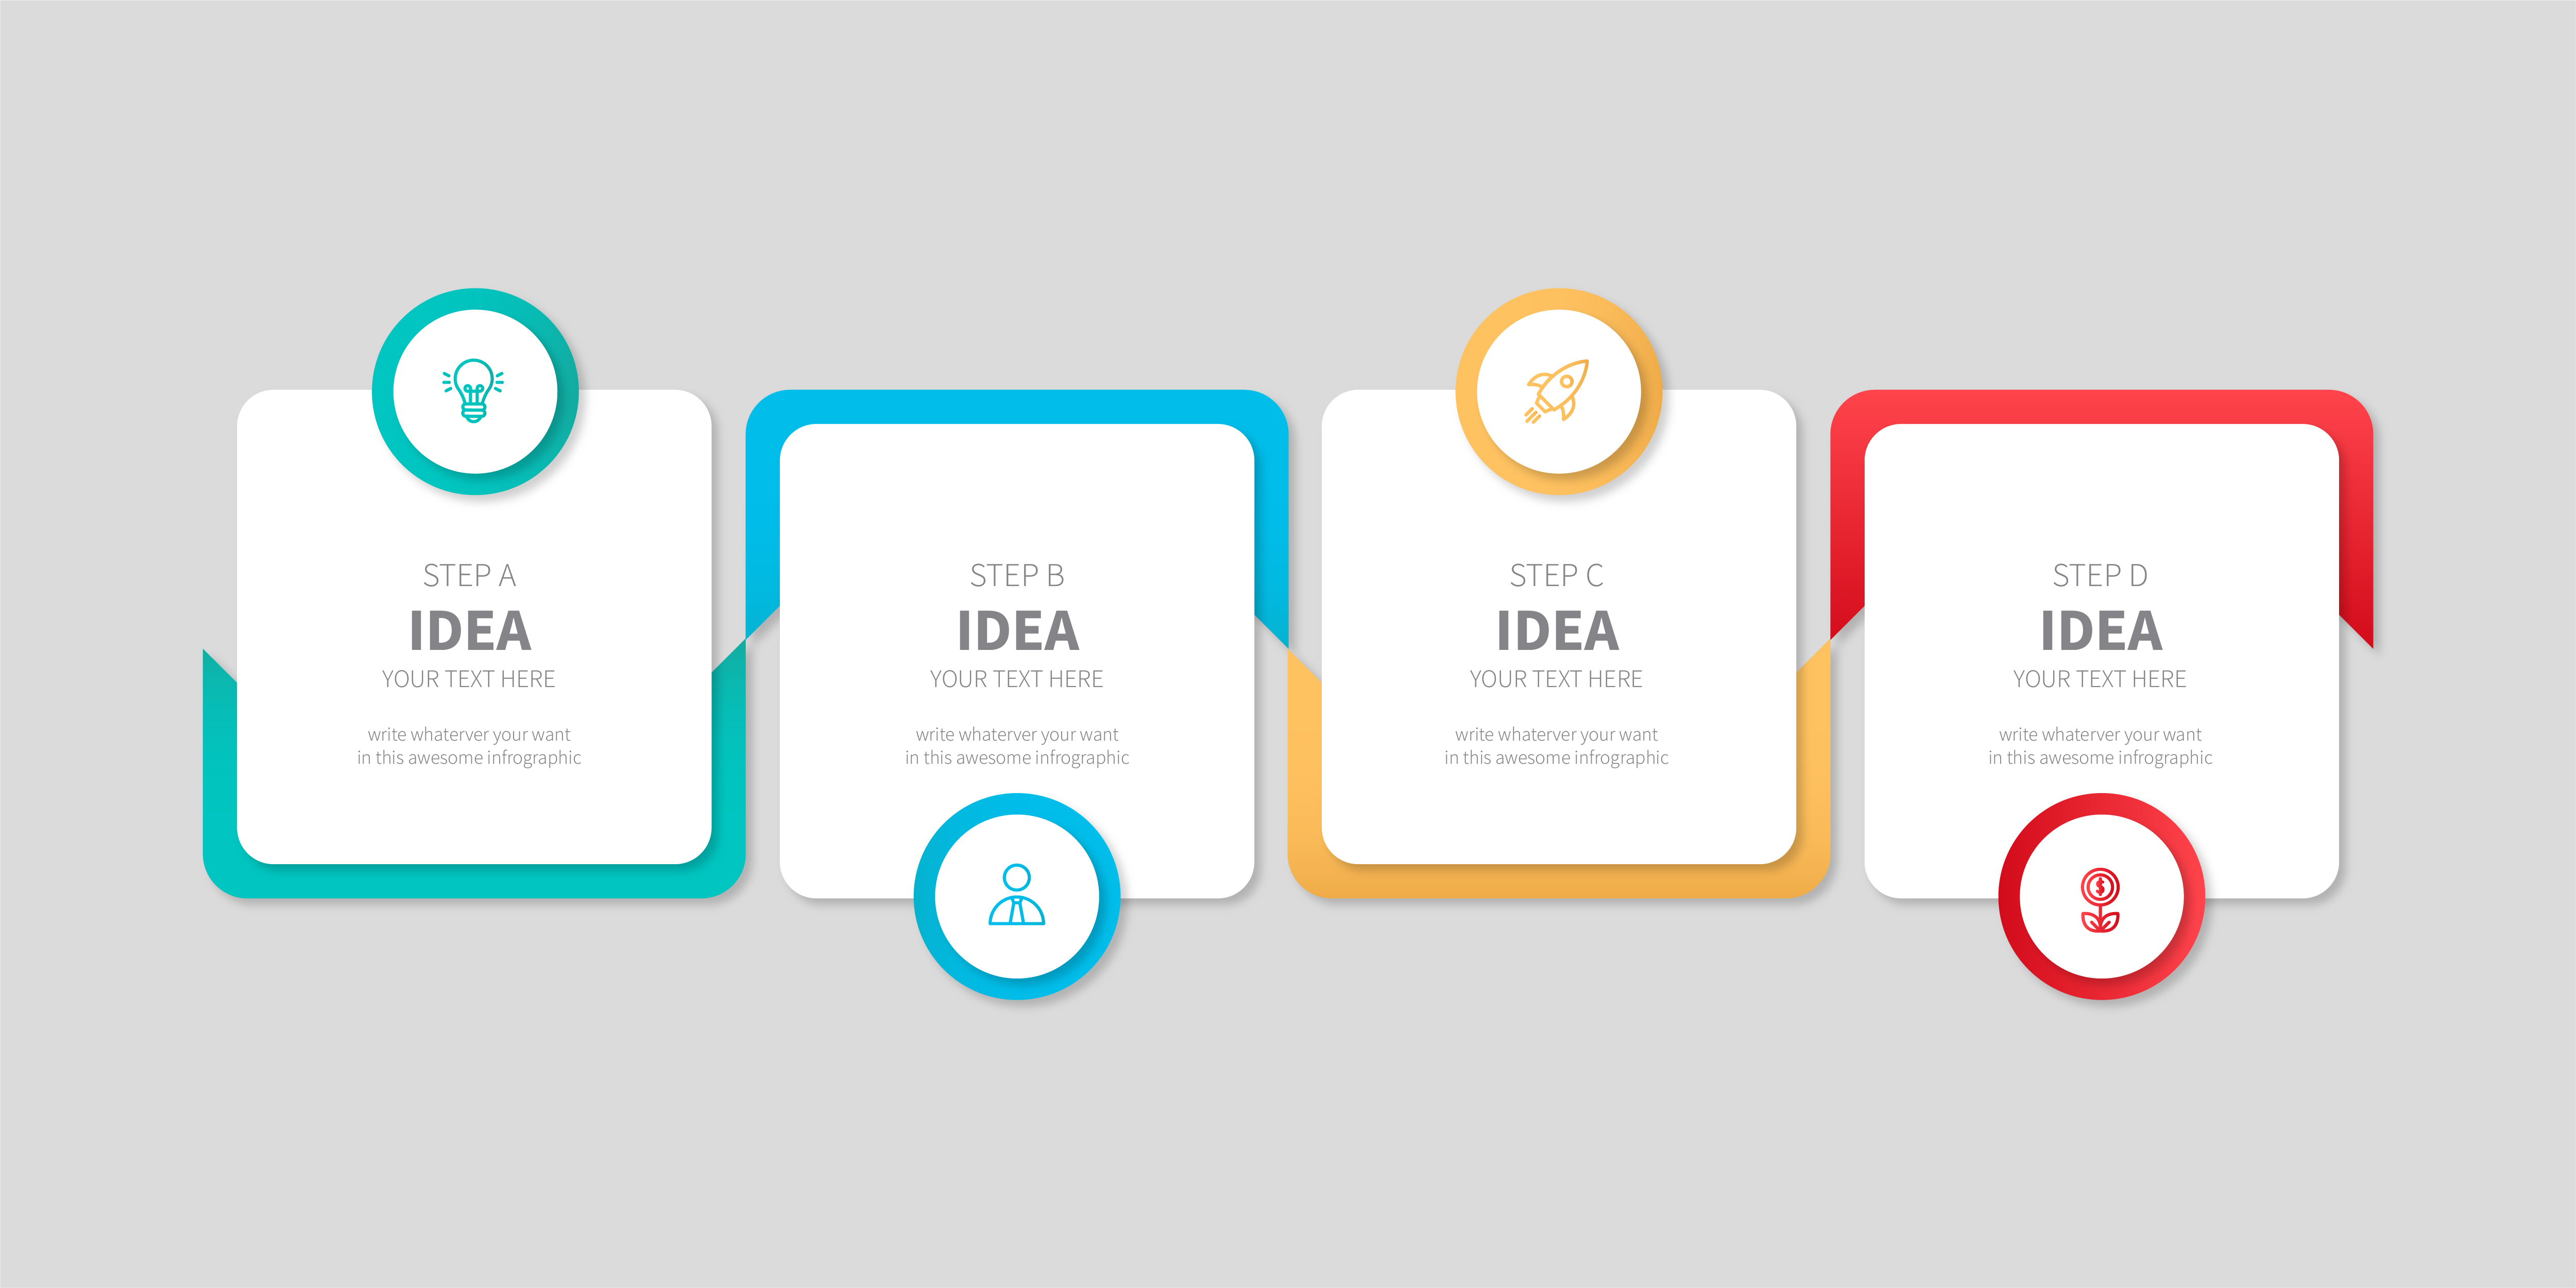 STEP A
IDEA
YOUR TEXT HERE
write whaterver your want
in this awesome infrographic
STEP B
IDEA
YOUR TEXT HERE
write whaterver your want
in this awesome infrographic
STEP C
IDEA
YOUR TEXT HERE
write whaterver your want
in this awesome infrographic
STEP D
IDEA
YOUR TEXT HERE
write whaterver your want
in this awesome infrographic
$